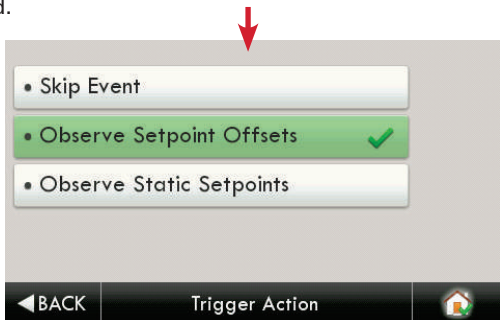 d.
• Skip Event
• Observe Setpoint Offsets
• Observe Static Setpoints
BACK Trigger Action